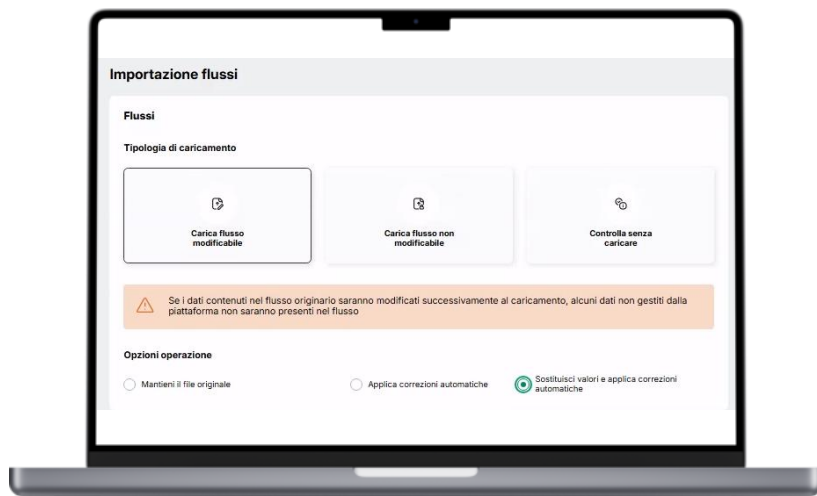 Importazione flussi
Flussi
Tipologia di caricamento
Carica flusso
modificabile
Carica flusso non
modificabile
Controlla senza
caricare
Se i dati contenuti nel flusso originario saranno modificati successivamente al caricamento, alcuni dati non gestiti dalla
piattaforma non saranno presenti nel flusso
Opzioni operazione
Mantieni il file originale
Applica correzioni automatiche
Sostituisci valori e applica correzioni
automatiche